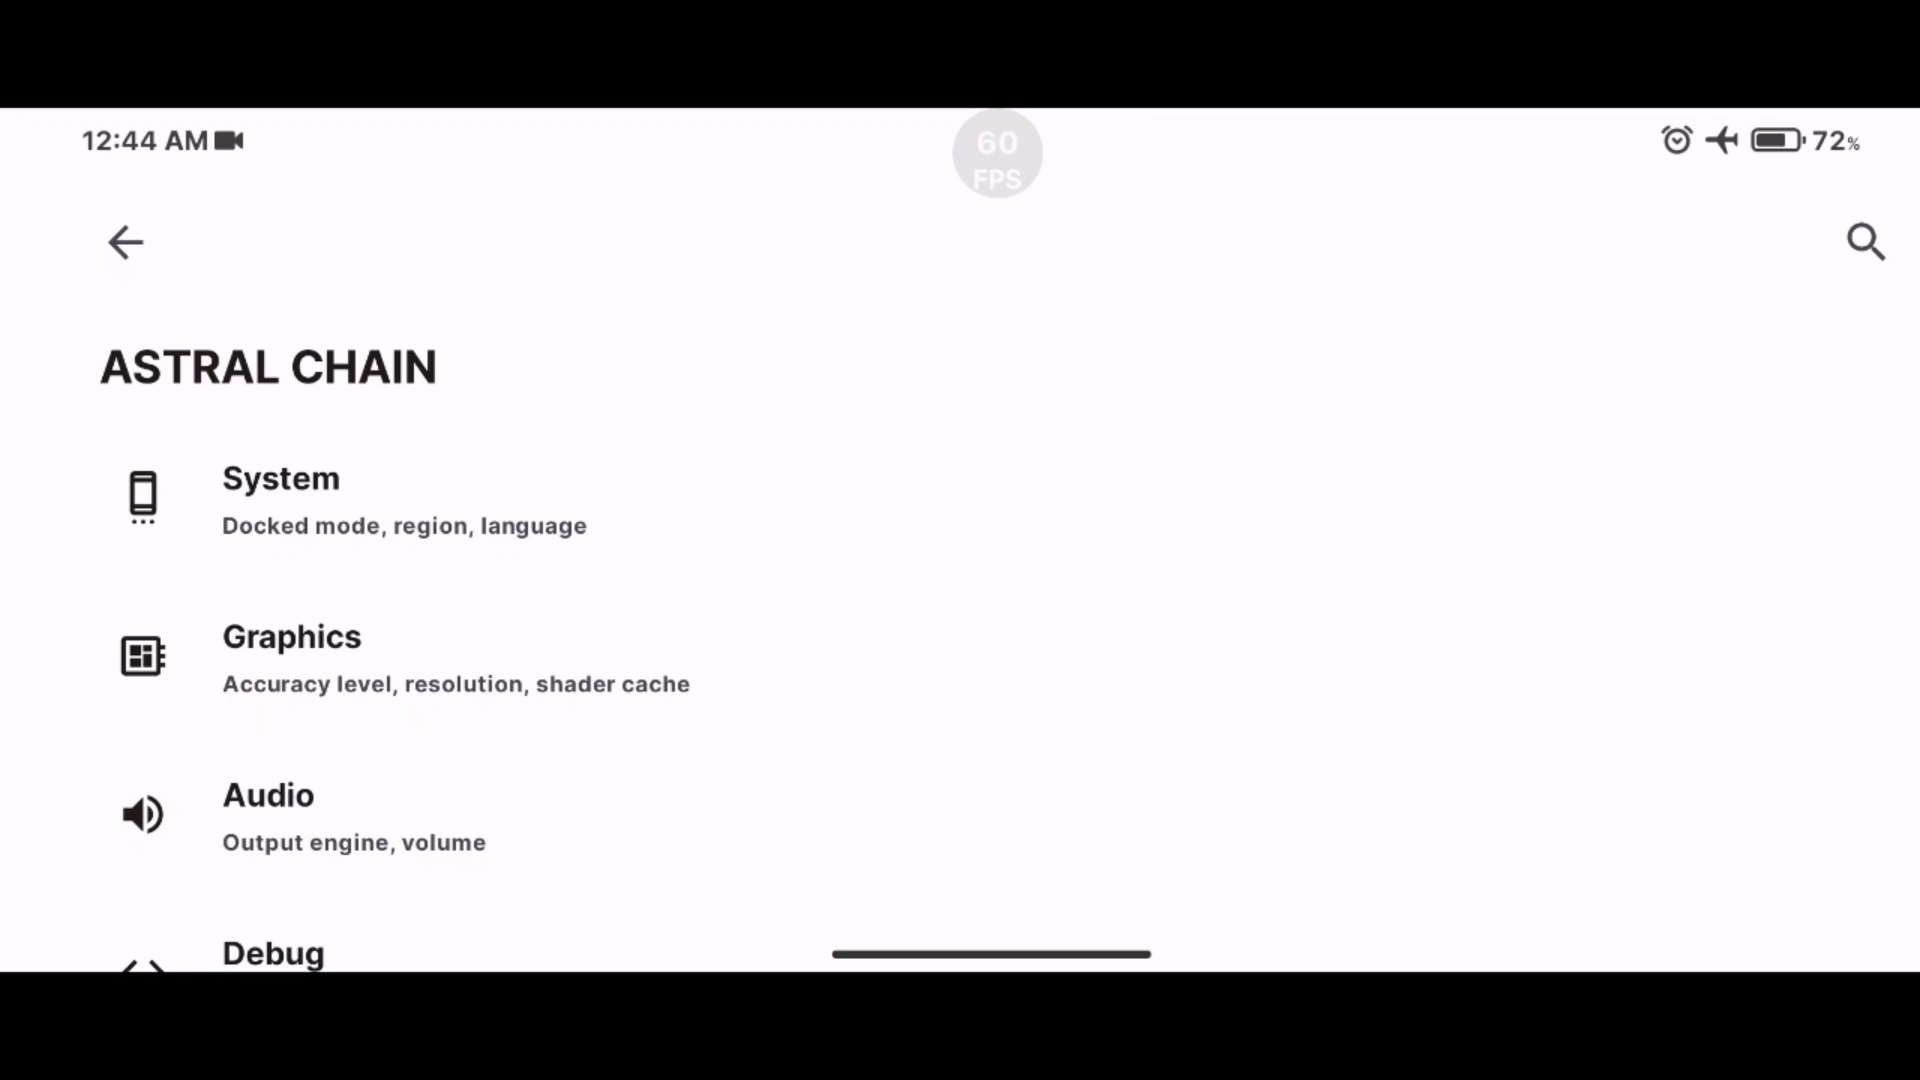 12:44 AM
60
FPS
72%
ASTRAL CHAIN
System
Docked mode, region, language
Graphics
Accuracy level, resolution, shader cache
Audio
Output engine, volume
Debug